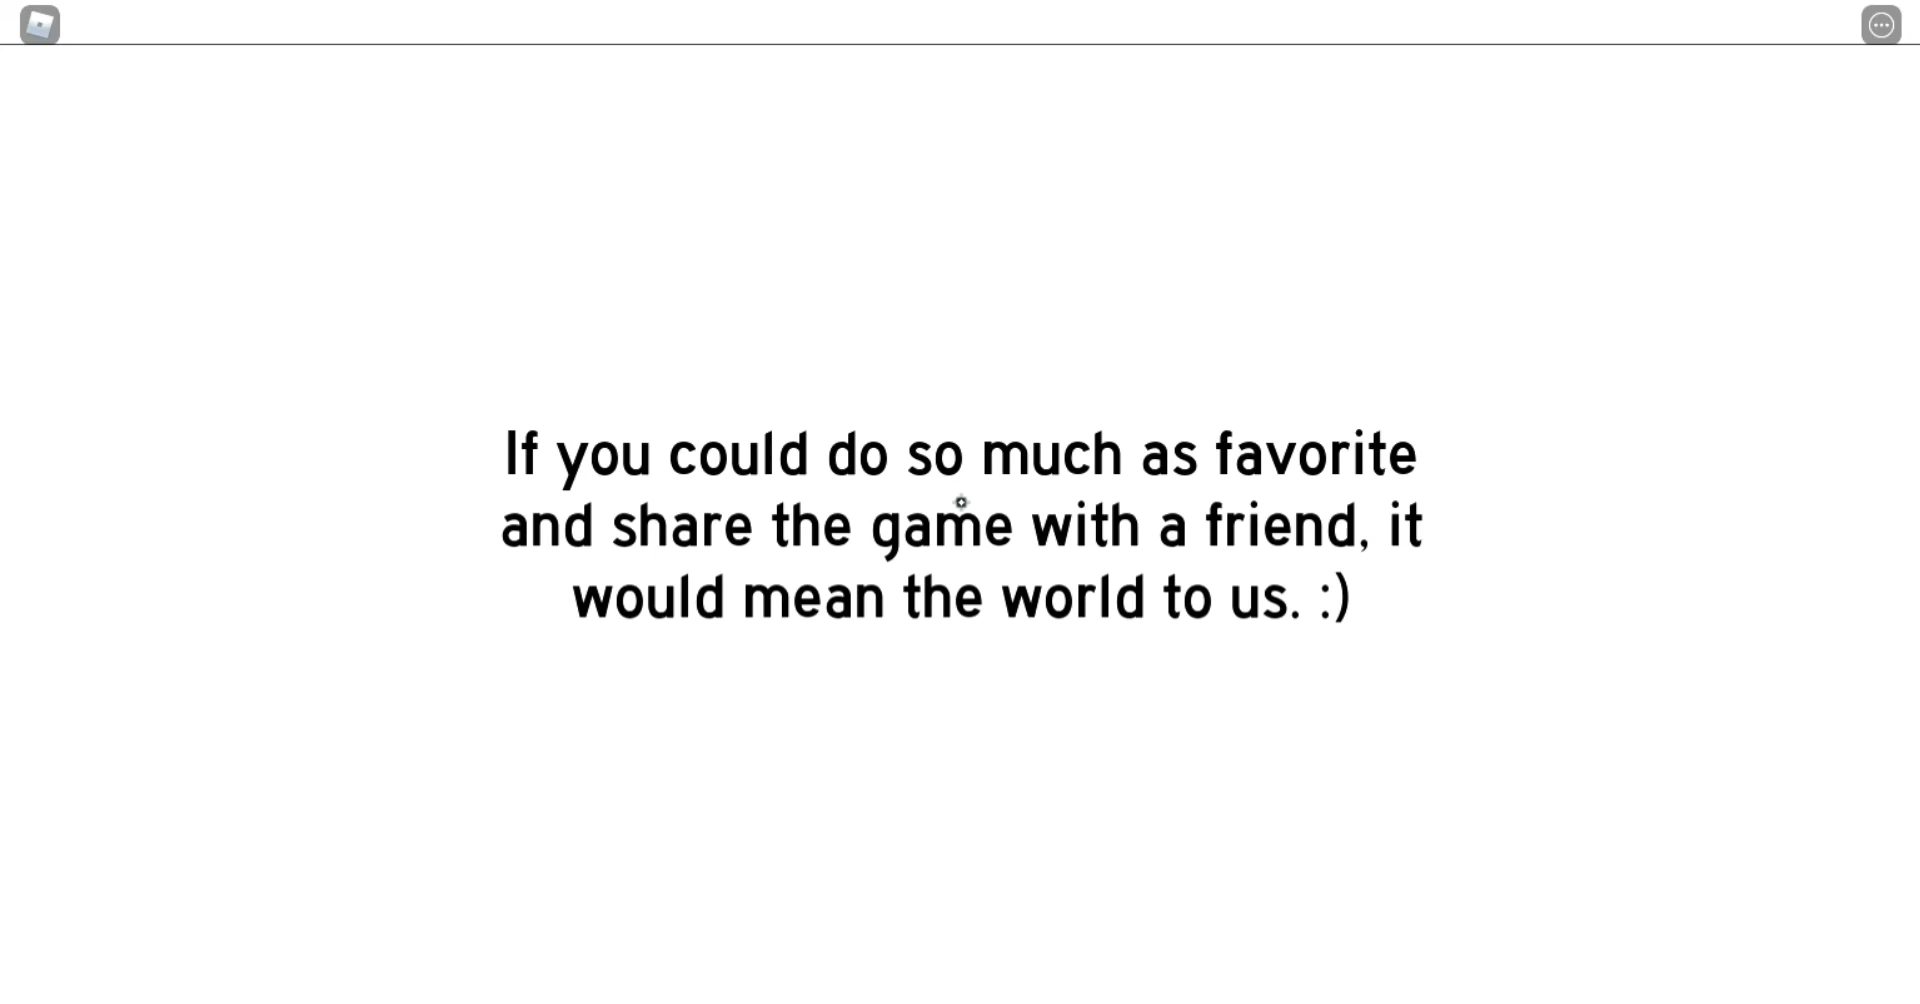 If you could do so much as favorite
and share the game with a friend, it
would mean the world to us. :)